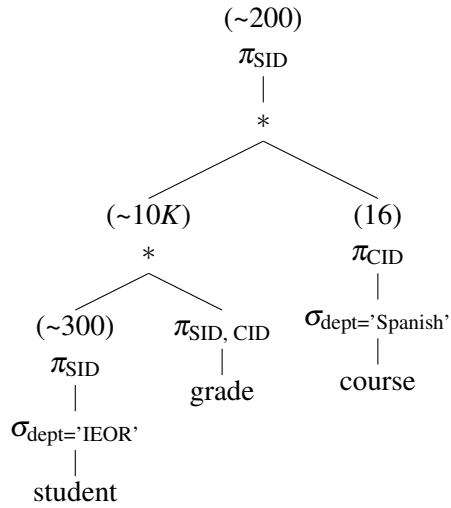 (~200)
π_SID
*
(~10K) (16)
* π_CID
(~300) π_SID, CID σ_dept='Spanish'
π_SID grade course
σ_dept='IEOR'
student